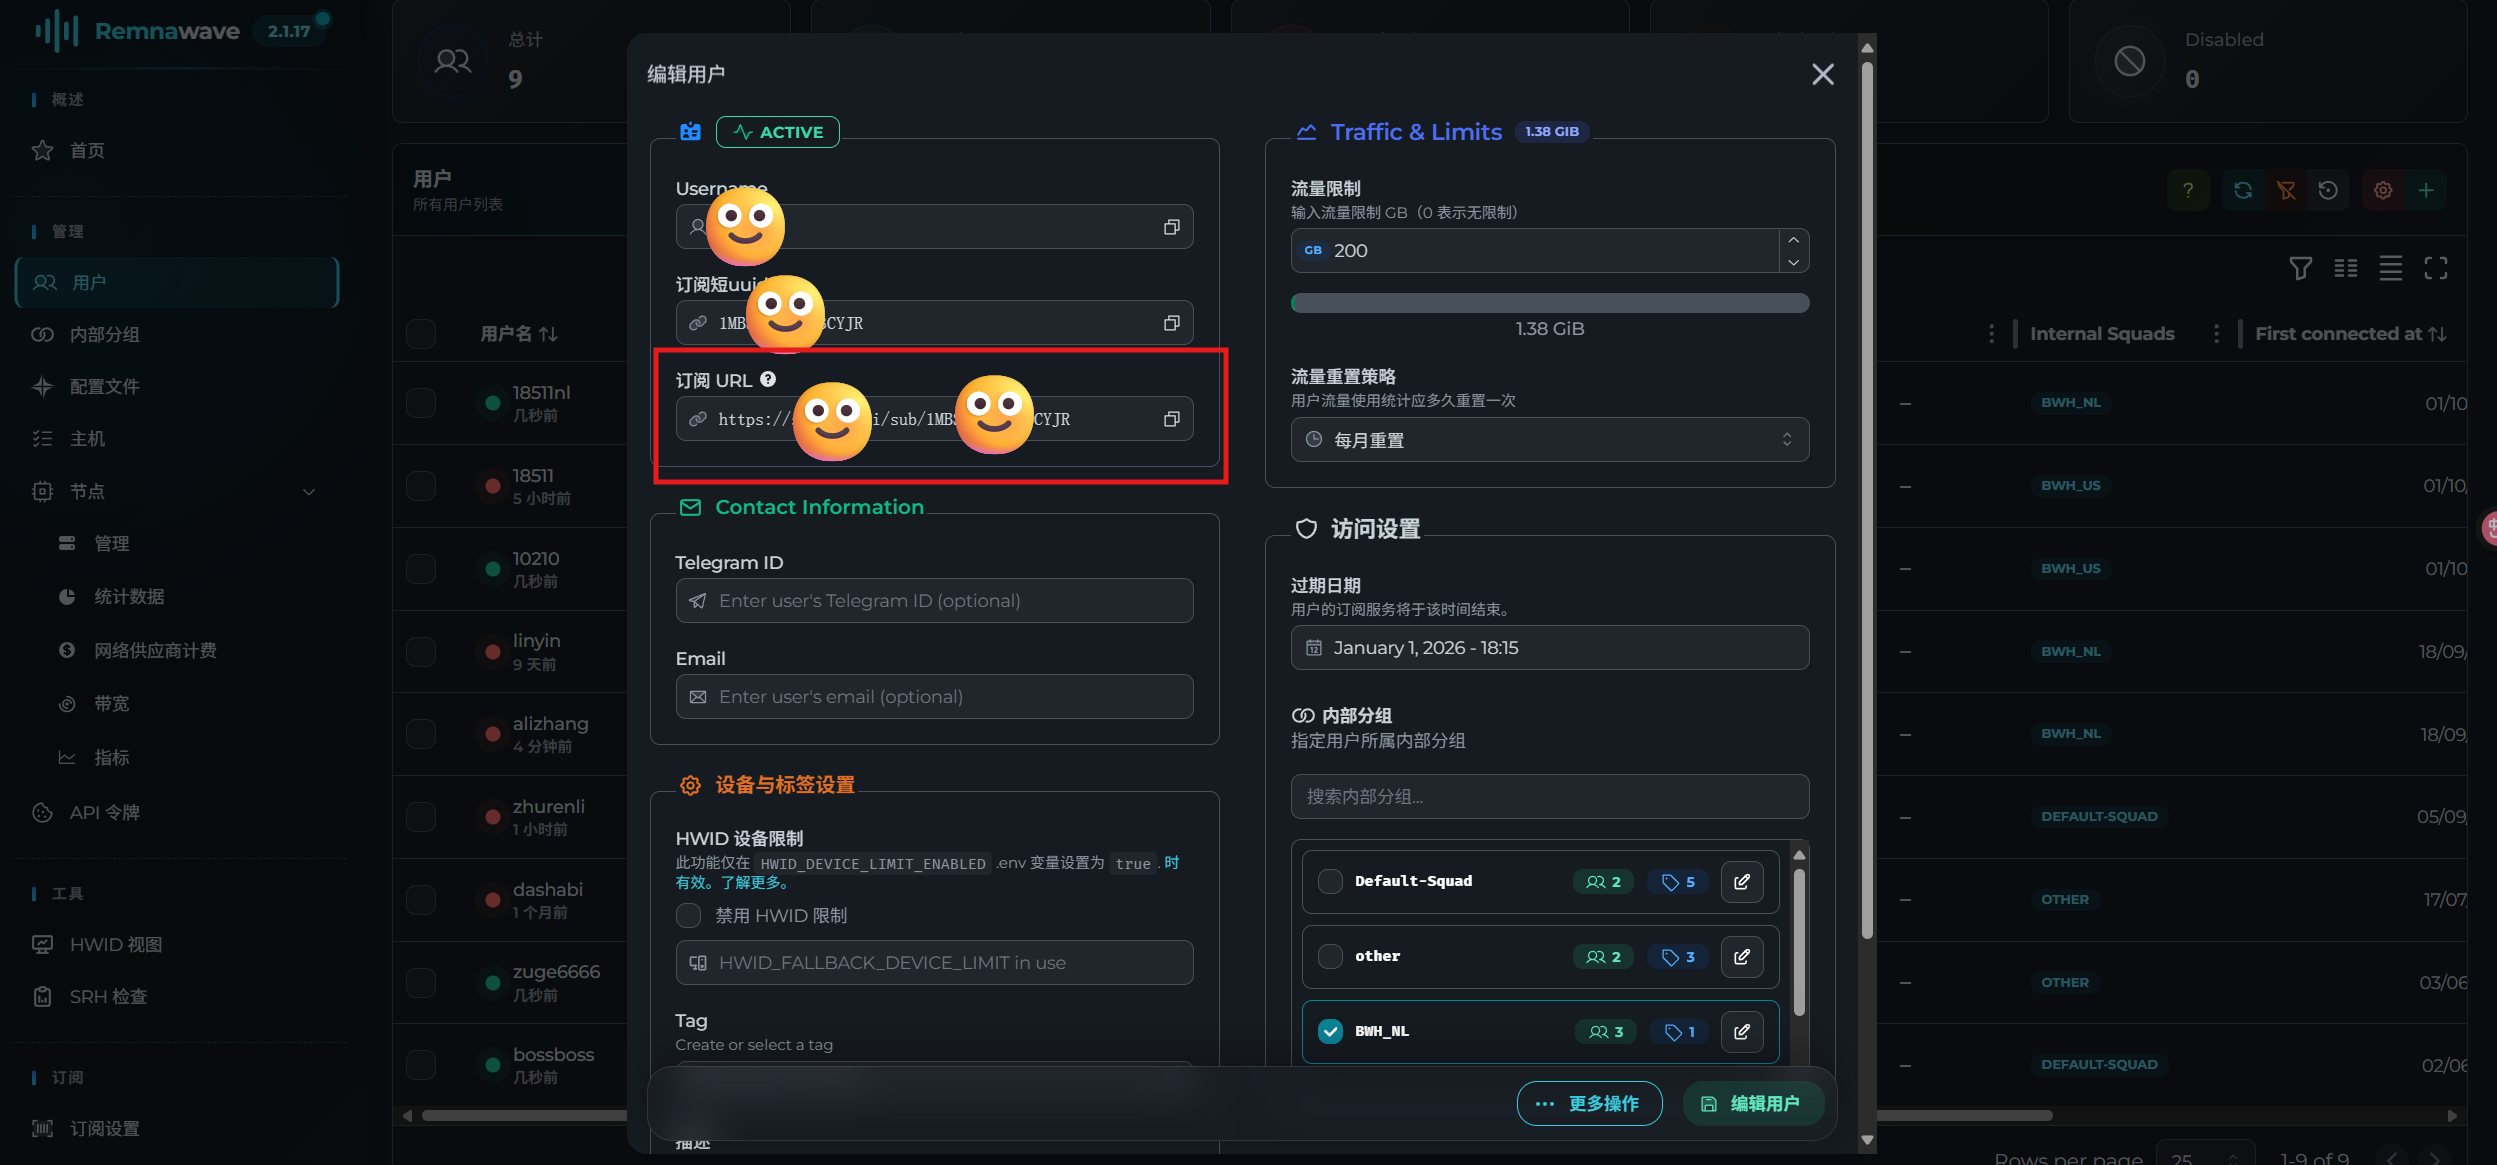 Remnawave 2.1.17
概述
首页
管理
用户
内部分组
配置文件
主机
节点
管理
统计数据
网络供应商计费
带宽
指标
API 令牌
工具
HWID 视图
SRH 检查
订阅
订阅设置
总计
9
Disabled
0
用户
所有用户列表
用户名
Internal Squads
First connected at
18511nl
几秒前
BWH_NL
01/10
18511
5 小时前
BWH_US
01/10
10210
几秒前
BWH_US
01/10
linyin
9 天前
BWH_NL
18/09
alizhang
4 分钟前
BWH_NL
18/09
zhurenli
1 小时前
DEFAULT-SQUAD
05/09
dashabi
1 个月前
OTHER
17/07
zuge6666
几秒前
OTHER
03/06
bossboss
几秒前
DEFAULT-SQUAD
02/06
Rows per page
25
1-9 of 9
编辑用户
ACTIVE
Username
订阅短uuid
1MB
CYJR
订阅 URL
https://
i/sub/1MBS
CYJR
Contact Information
Telegram ID
Enter user's Telegram ID (optional)
Email
Enter user's email (optional)
设备与标签设置
HWID 设备限制
此功能仅在 HWID_DEVICE_LIMIT_ENABLED .env 变量设置为 true . 时
有效。了解更多。
禁用 HWID 限制
HWID_FALLBACK_DEVICE_LIMIT in use
Tag
Create or select a tag
描述
Traffic & Limits 1.38 GIB
流量限制
输入流量限制 GB（0 表示无限制）
GB 200
1.38 GiB
流量重置策略
用户流量使用统计应多久重置一次
每月重置
访问设置
过期日期
用户的订阅服务将于该时间结束。
January 1, 2026 - 18:15
内部分组
指定用户所属内部分组
搜索内部分组...
Default-Squad 2 5
other 2 3
BWH_NL 3 1
更多操作
编辑用户